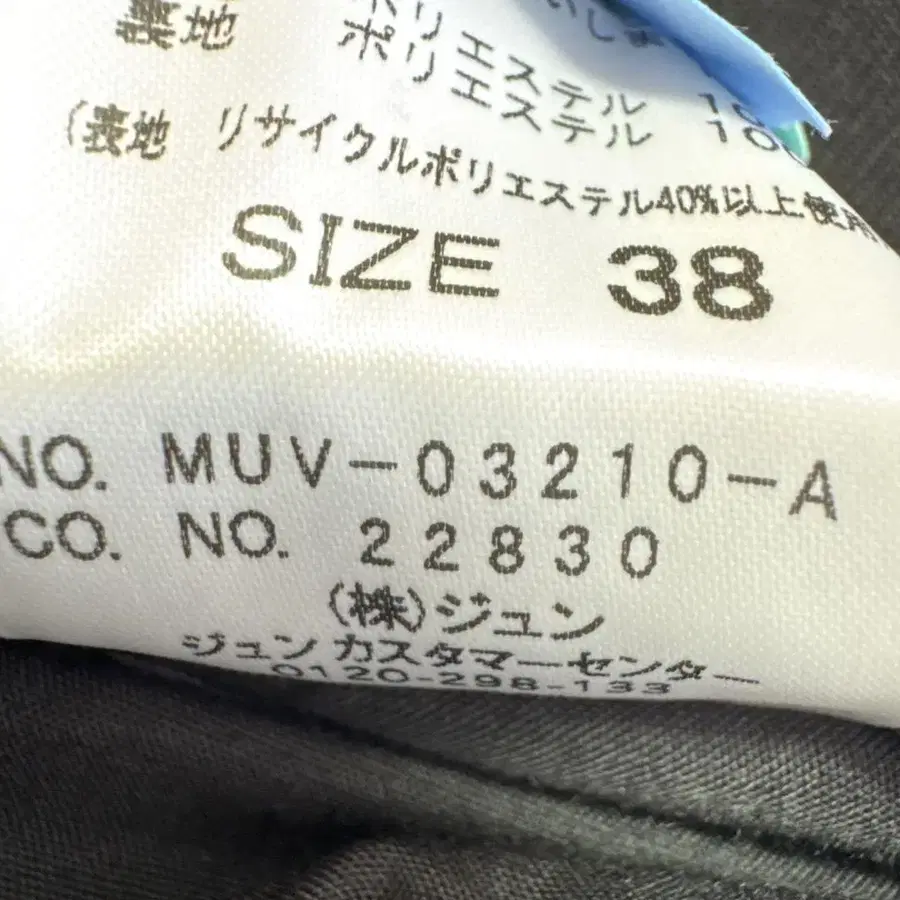 ポリエステル 10
裏地 ポリエステル 100
(表地 リサイクルポリエステル40%以上使用
SIZE 38
NO. MUV-03210-A
CO. NO. 22830
(株)ジュン
ジュンカスタマーセンター
0120-298-133